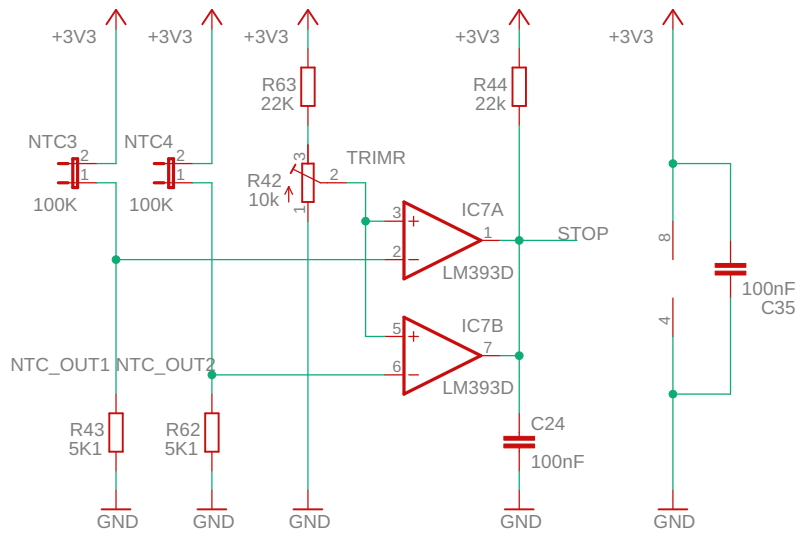 +3V3
+3V3
+3V3
+3V3
+3V3
R63
22K
R44
22k
NTC3
2
1
100K
NTC4
2
1
100K
TRIMR
3
2
1
R42
10k
3
2
IC7A
1
LM393D
STOP
8
4
100nF
C35
5
6
IC7B
7
LM393D
NTC_OUT1
NTC_OUT2
R43
5K1
R62
5K1
C24
100nF
GND
GND
GND
GND
GND